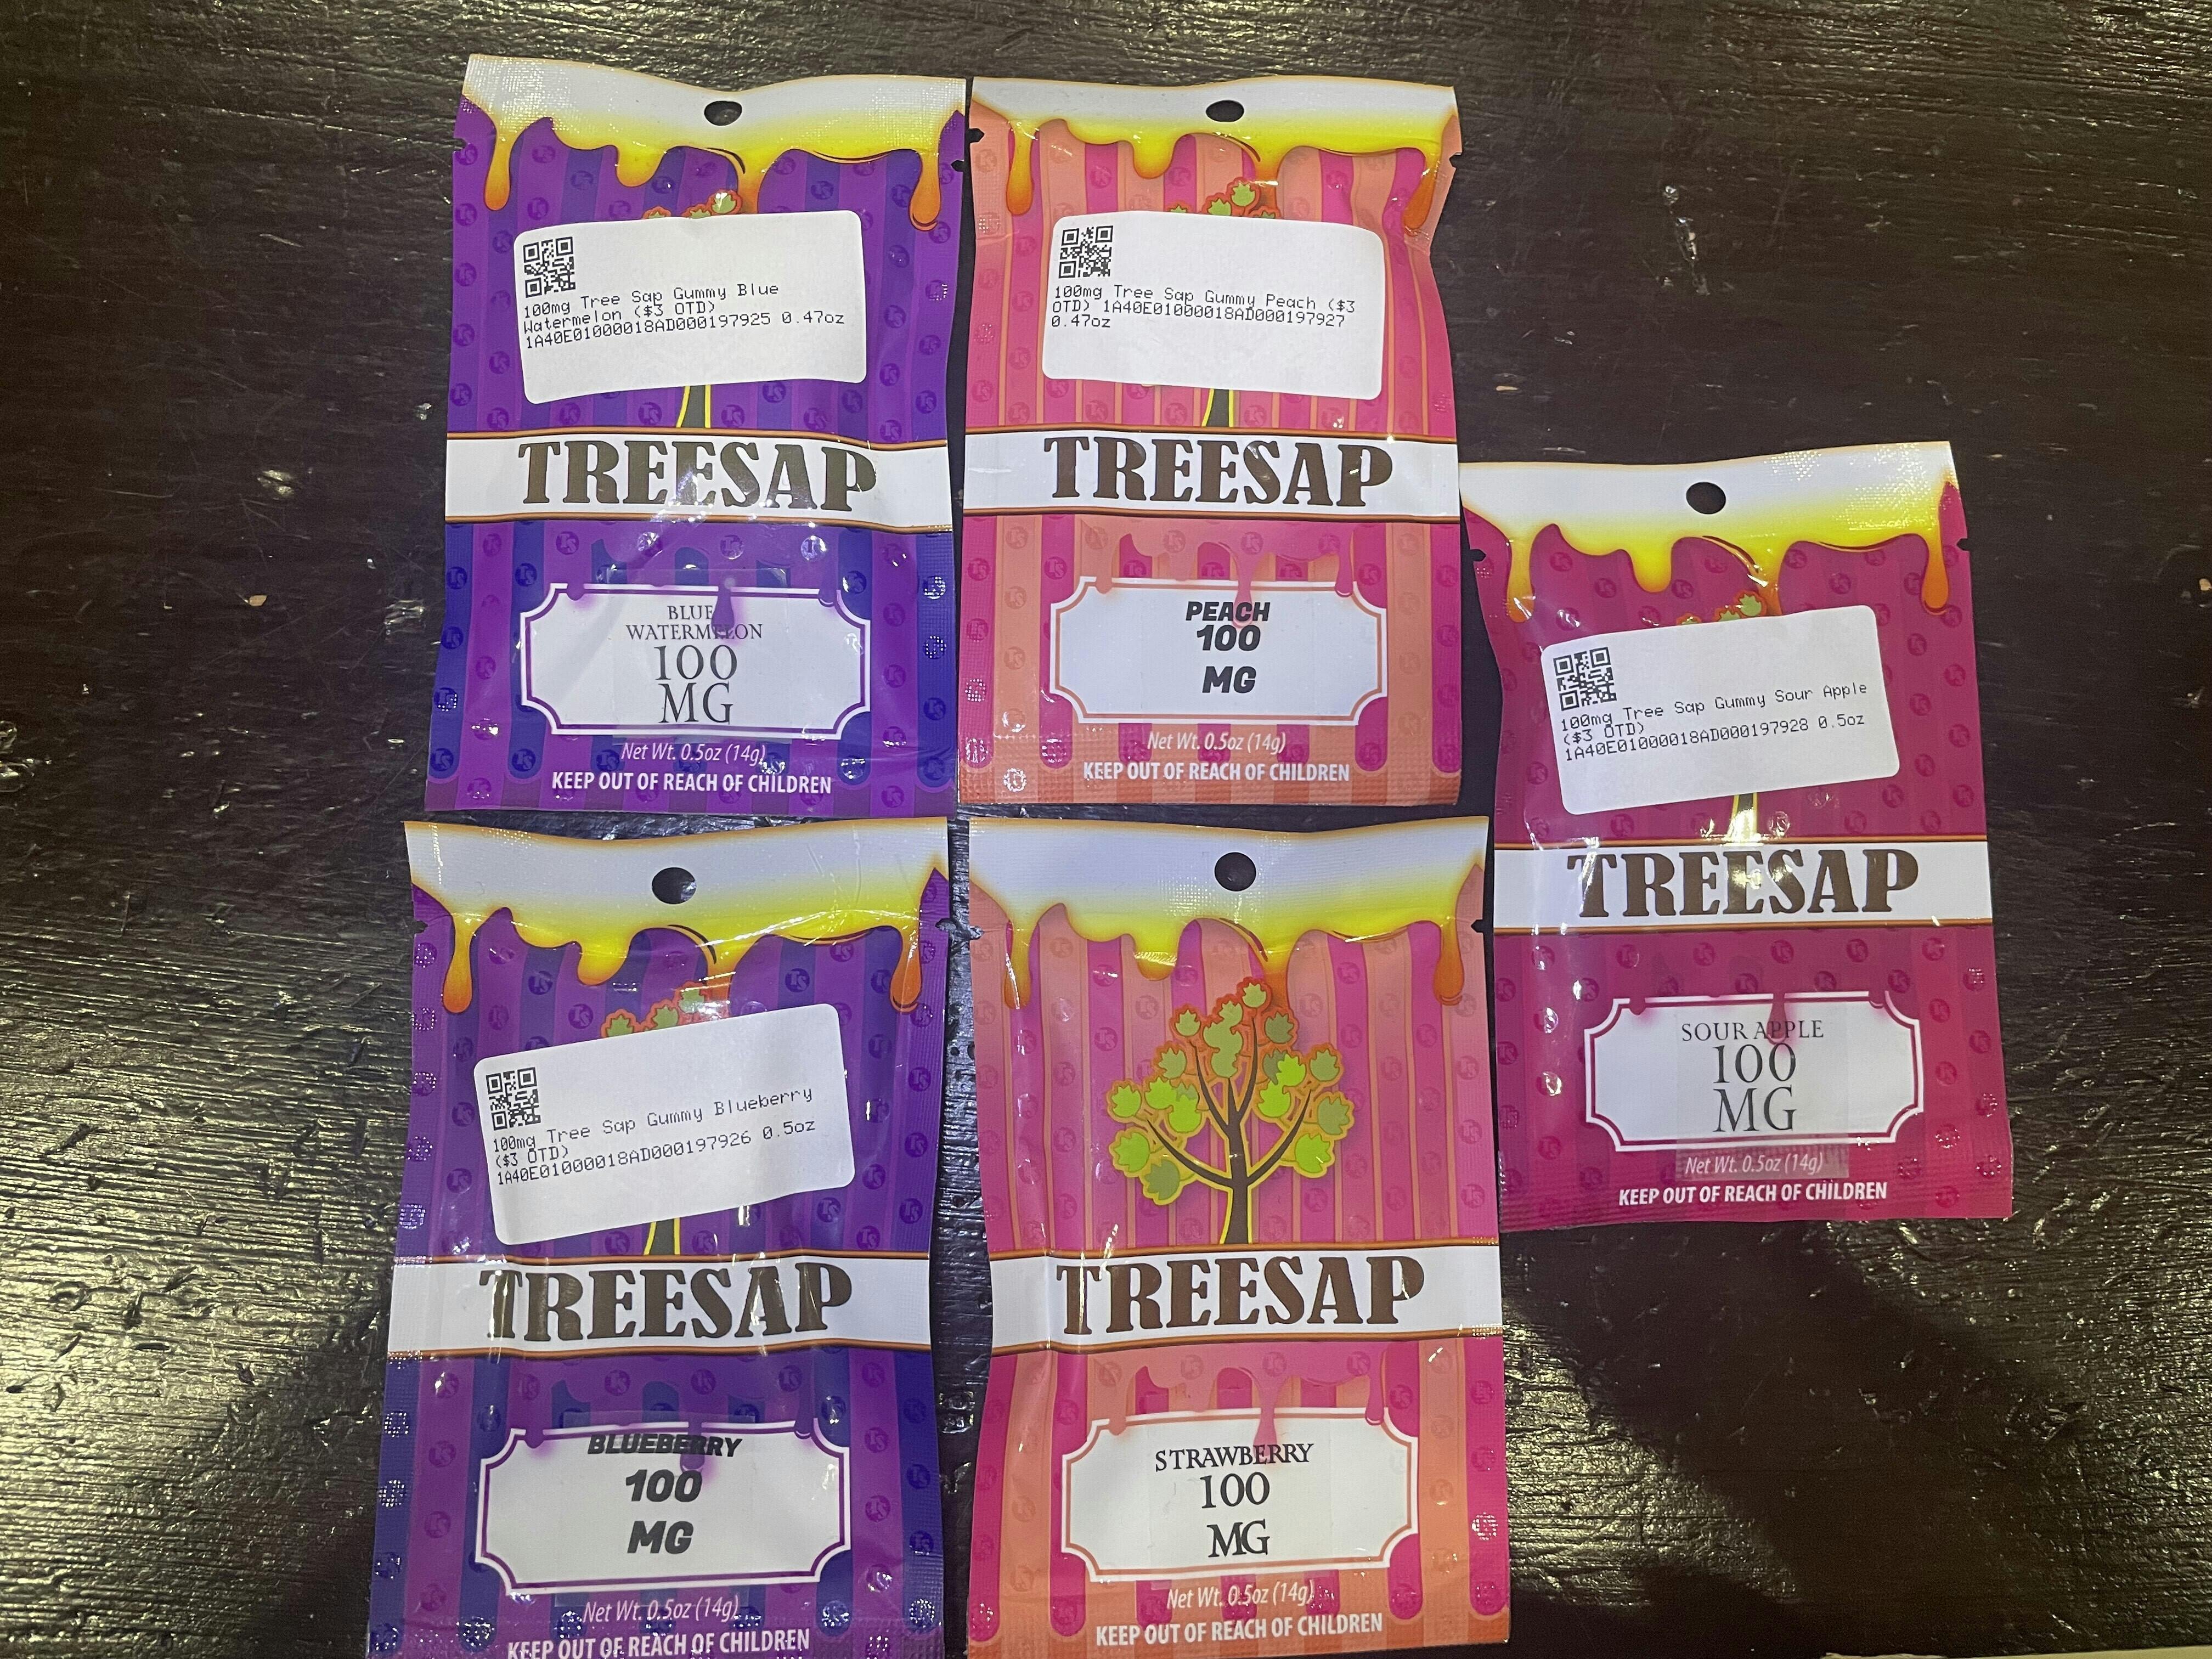 100mg Tree Sap Gummy Blue
Watermelon ($3 OTD)
1A40E01000018AD000197925 0.47oz
TREESAP
BLUE
WATERMELON
100
MG
Net Wt. 0.5oz (14g)
KEEP OUT OF REACH OF CHILDREN
100mg Tree Sap Gummy Peach ($3
OTD) 1A40E01000018AD000197927
0.47oz
TREESAP
PEACH
100
MG
Net Wt. 0.5oz (14g)
KEEP OUT OF REACH OF CHILDREN
100mg Tree Sap Gummy Sour Apple
($3 OTD)
1A40E01000018AD000197928 0.5oz
TREESAP
SOUR APPLE
100
MG
Net Wt. 0.5oz (14g)
KEEP OUT OF REACH OF CHILDREN
100mg Tree Sap Gummy Blueberry
($3 OTD)
1A40E01000018AD000197926 0.5oz
TREESAP
BLUEBERRY
100
MG
Net Wt. 0.5oz (14g)
KEEP OUT OF REACH OF CHILDREN
TREESAP
STRAWBERRY
100
MG
Net Wt. 0.5oz (14g)
KEEP OUT OF REACH OF CHILDREN